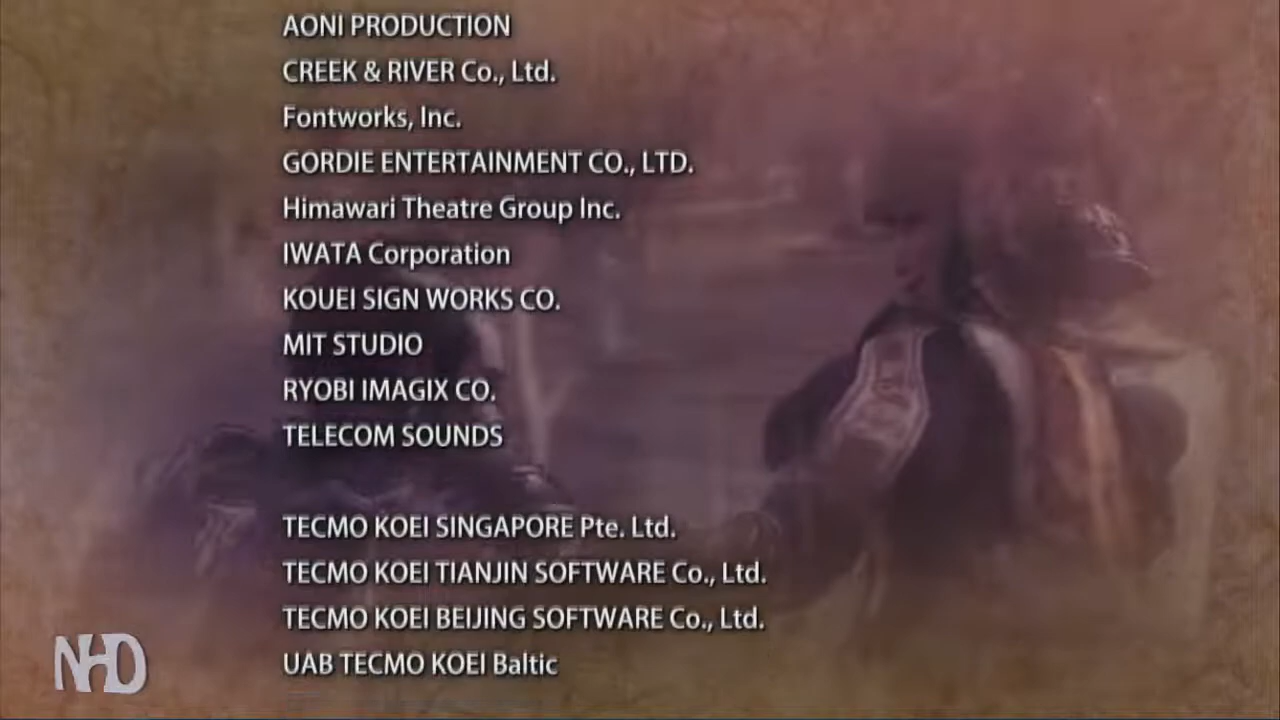 AONI PRODUCTION
CREEK & RIVER Co., Ltd.
Fontworks, Inc.
GORDIE ENTERTAINMENT CO., LTD.
Himawari Theatre Group Inc.
IWATA Corporation
KOUEI SIGN WORKS CO.
MIT STUDIO
RYOBI IMAGIX CO.
TELECOM SOUNDS
TECMO KOEI SINGAPORE Pte. Ltd.
TECMO KOEI TIANJIN SOFTWARE Co., Ltd.
TECMO KOEI BEIJING SOFTWARE Co., Ltd.
UAB TECMO KOEI Baltic
NHD